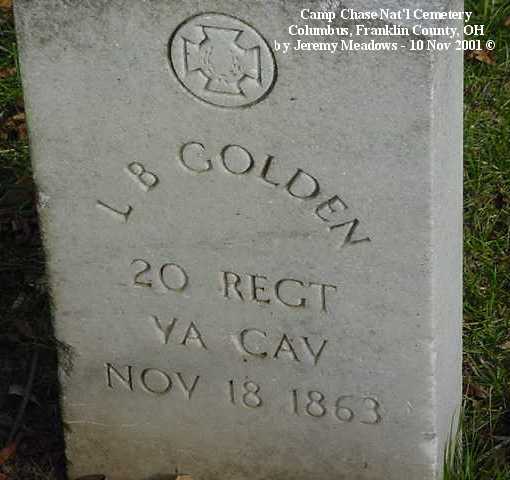 Camp Chase Nat'l Cemetery
Columbus, Franklin County, OH
by Jeremy Meadows - 10 Nov 2001 ©
L B GOLDEN
20 REGT
VA CAV
NOV 18 1863